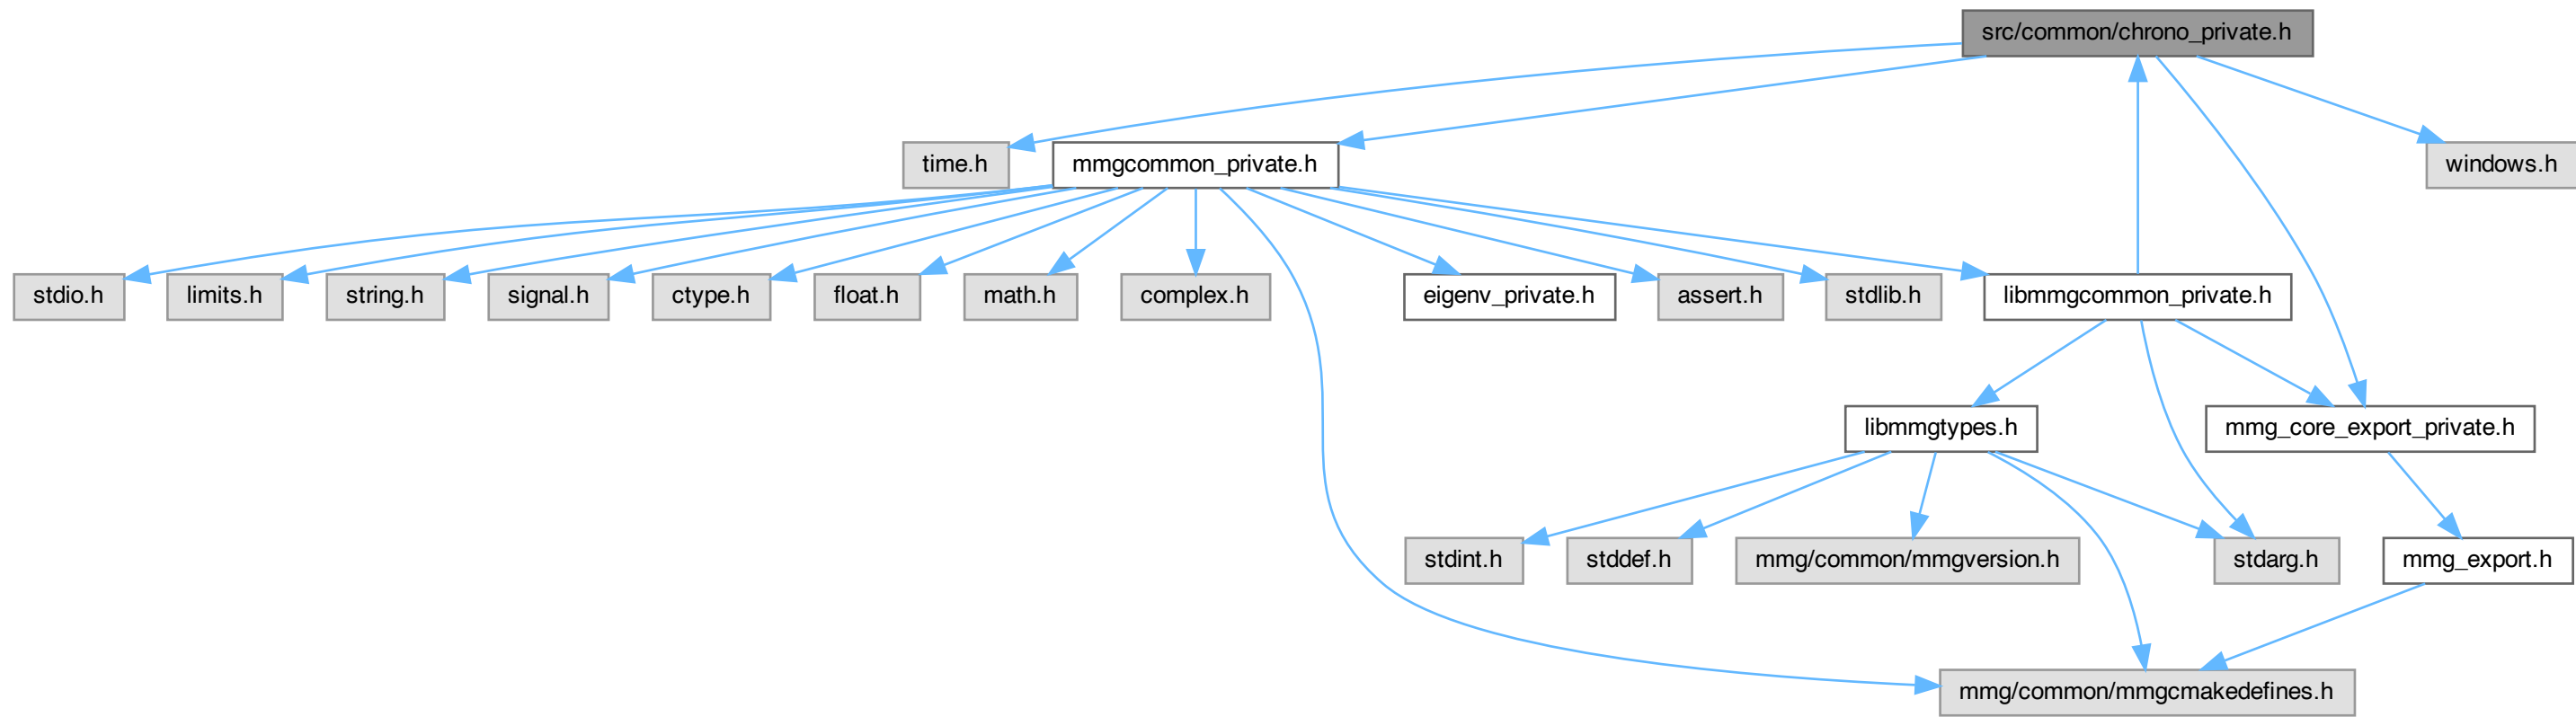 src/common/chrono_private.h
time.h
mmgcommon_private.h
windows.h
stdio.h
limits.h
string.h
signal.h
ctype.h
float.h
math.h
complex.h
eigenv_private.h
assert.h
stdlib.h
libmmgcommon_private.h
libmmgtypes.h
mmg_core_export_private.h
stdint.h
stddef.h
mmg/common/mmgversion.h
stdarg.h
mmg_export.h
mmg/common/mmgcmakedefines.h